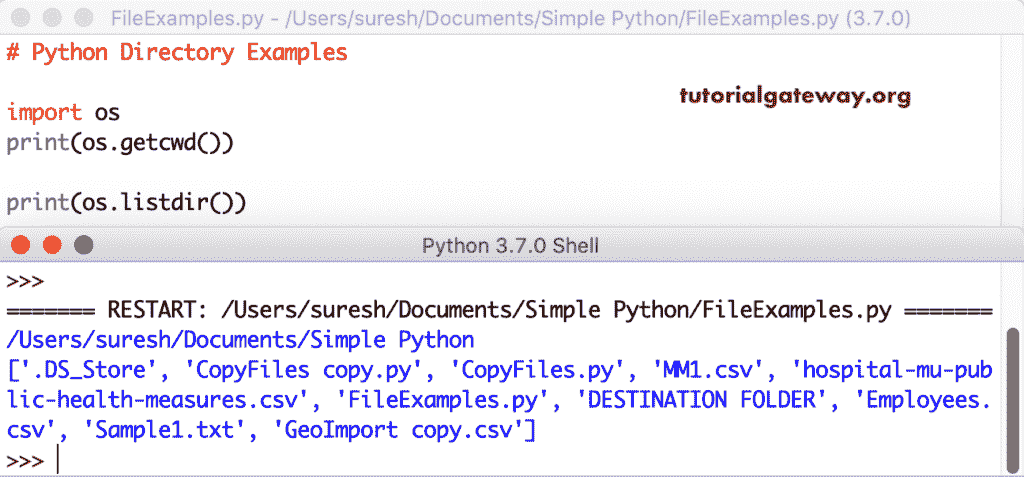 FileExamples.py - /Users/suresh/Documents/Simple Python/FileExamples.py (3.7.0)
# Python Directory Examples
tutorialgateway.org
import os
print(os.getcwd())
print(os.listdir())
Python 3.7.0 Shell
>>>
======= RESTART: /Users/suresh/Documents/Simple Python/FileExamples.py =======
/Users/suresh/Documents/Simple Python
['.DS_Store', 'CopyFiles copy.py', 'CopyFiles.py', 'MM1.csv', 'hospital-mu-pub
lic-health-measures.csv', 'FileExamples.py', 'DESTINATION FOLDER', 'Employees.
csv', 'Sample1.txt', 'GeoImport copy.csv']
>>>